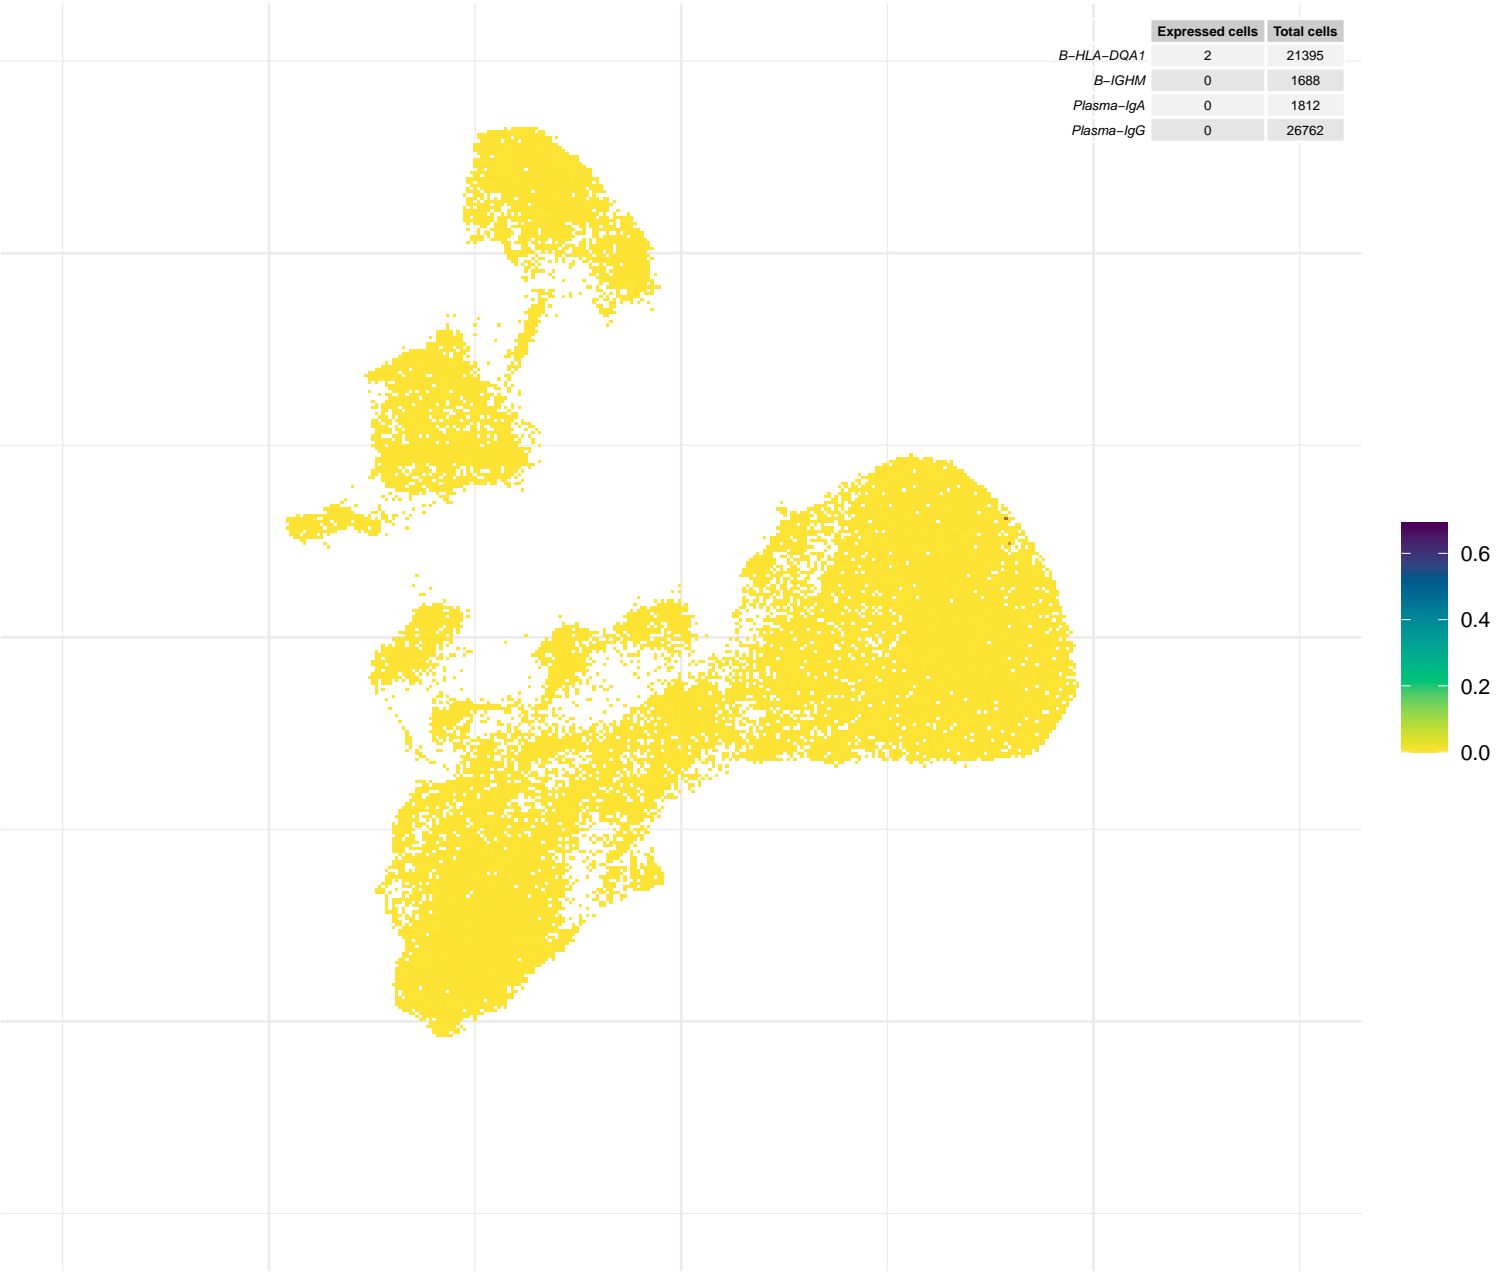 Expressed cells Total cells
B−HLA−DQA1 2 21395
B−IGHM 0 1688
Plasma−IgA 0 1812
Plasma−IgG 0 26762
0.6
0.4
0.2
0.0